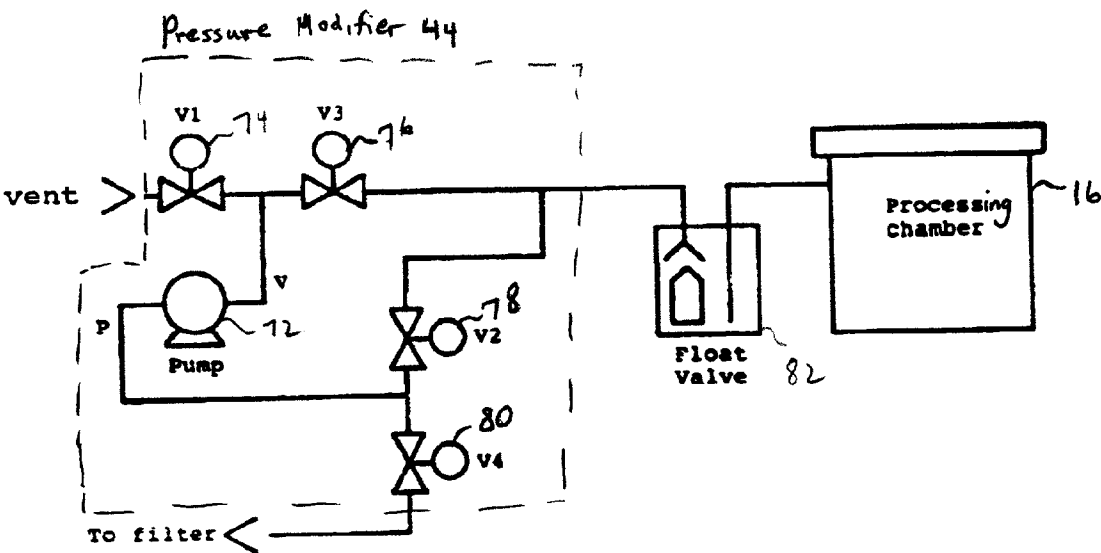 Pressure Modifier 44
V1
74
V3
76
vent
Processing
Chamber
16
V
P
72
Pump
78
V2
Float
Valve
82
80
V4
To filter